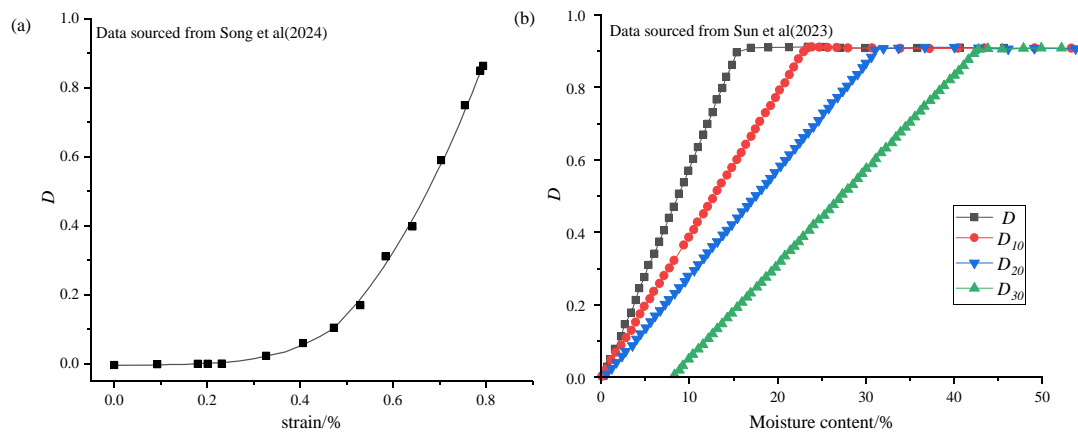 (a)
Data sourced from Song et al(2024)
1.0
0.8
0.6
0.4
0.2
0.0
D
0.0 0.2 0.4 0.6 0.8
strain/%
(b)
Data sourced from Sun et al(2023)
1.0
0.8
0.6
0.4
0.2
0.0
D
0 10 20 30 40 50
Moisture content/%
D
D10
D20
D30